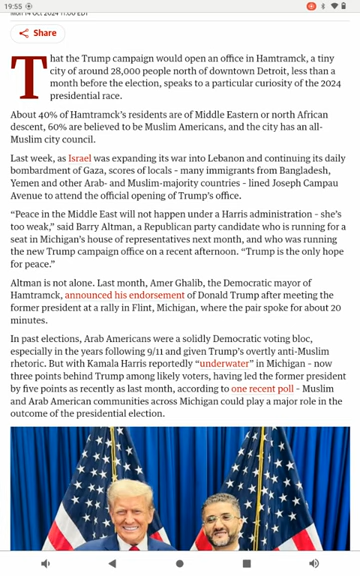 19:55
Mon 14 Oct 2024 11.00 EDT
Share
That the Trump campaign would open an office in Hamtramck, a tiny
city of around 28,000 people north of downtown Detroit, less than a
month before the election, speaks to a particular curiosity of the 2024
presidential race.
About 40% of Hamtramck's residents are of Middle Eastern or north African
descent, 60% are believed to be Muslim Americans, and the city has an all-
Muslim city council.
Last week, as Israel was expanding its war into Lebanon and continuing its daily
bombardment of Gaza, scores of locals – many immigrants from Bangladesh,
Yemen and other Arab- and Muslim-majority countries – lined Joseph Campau
Avenue to attend the official opening of Trump's office.
“Peace in the Middle East will not happen under a Harris administration – she's
too weak,” said Barry Altman, a Republican party candidate who is running for a
seat in Michigan's house of representatives next month, and who was running
the new Trump campaign office on a recent afternoon. “Trump is the only hope
for peace.”
Altman is not alone. Last month, Amer Ghalib, the Democratic mayor of
Hamtramck, announced his endorsement of Donald Trump after meeting the
former president at a rally in Flint, Michigan, where the pair spoke for about 20
minutes.
In past elections, Arab Americans were a solidly Democratic voting bloc,
especially in the years following 9/11 and given Trump's overtly anti-Muslim
rhetoric. But with Kamala Harris reportedly “underwater” in Michigan – now
three points behind Trump among likely voters, having led the former president
by five points as recently as last month, according to one recent poll – Muslim
and Arab American communities across Michigan could play a major role in the
outcome of the presidential election.